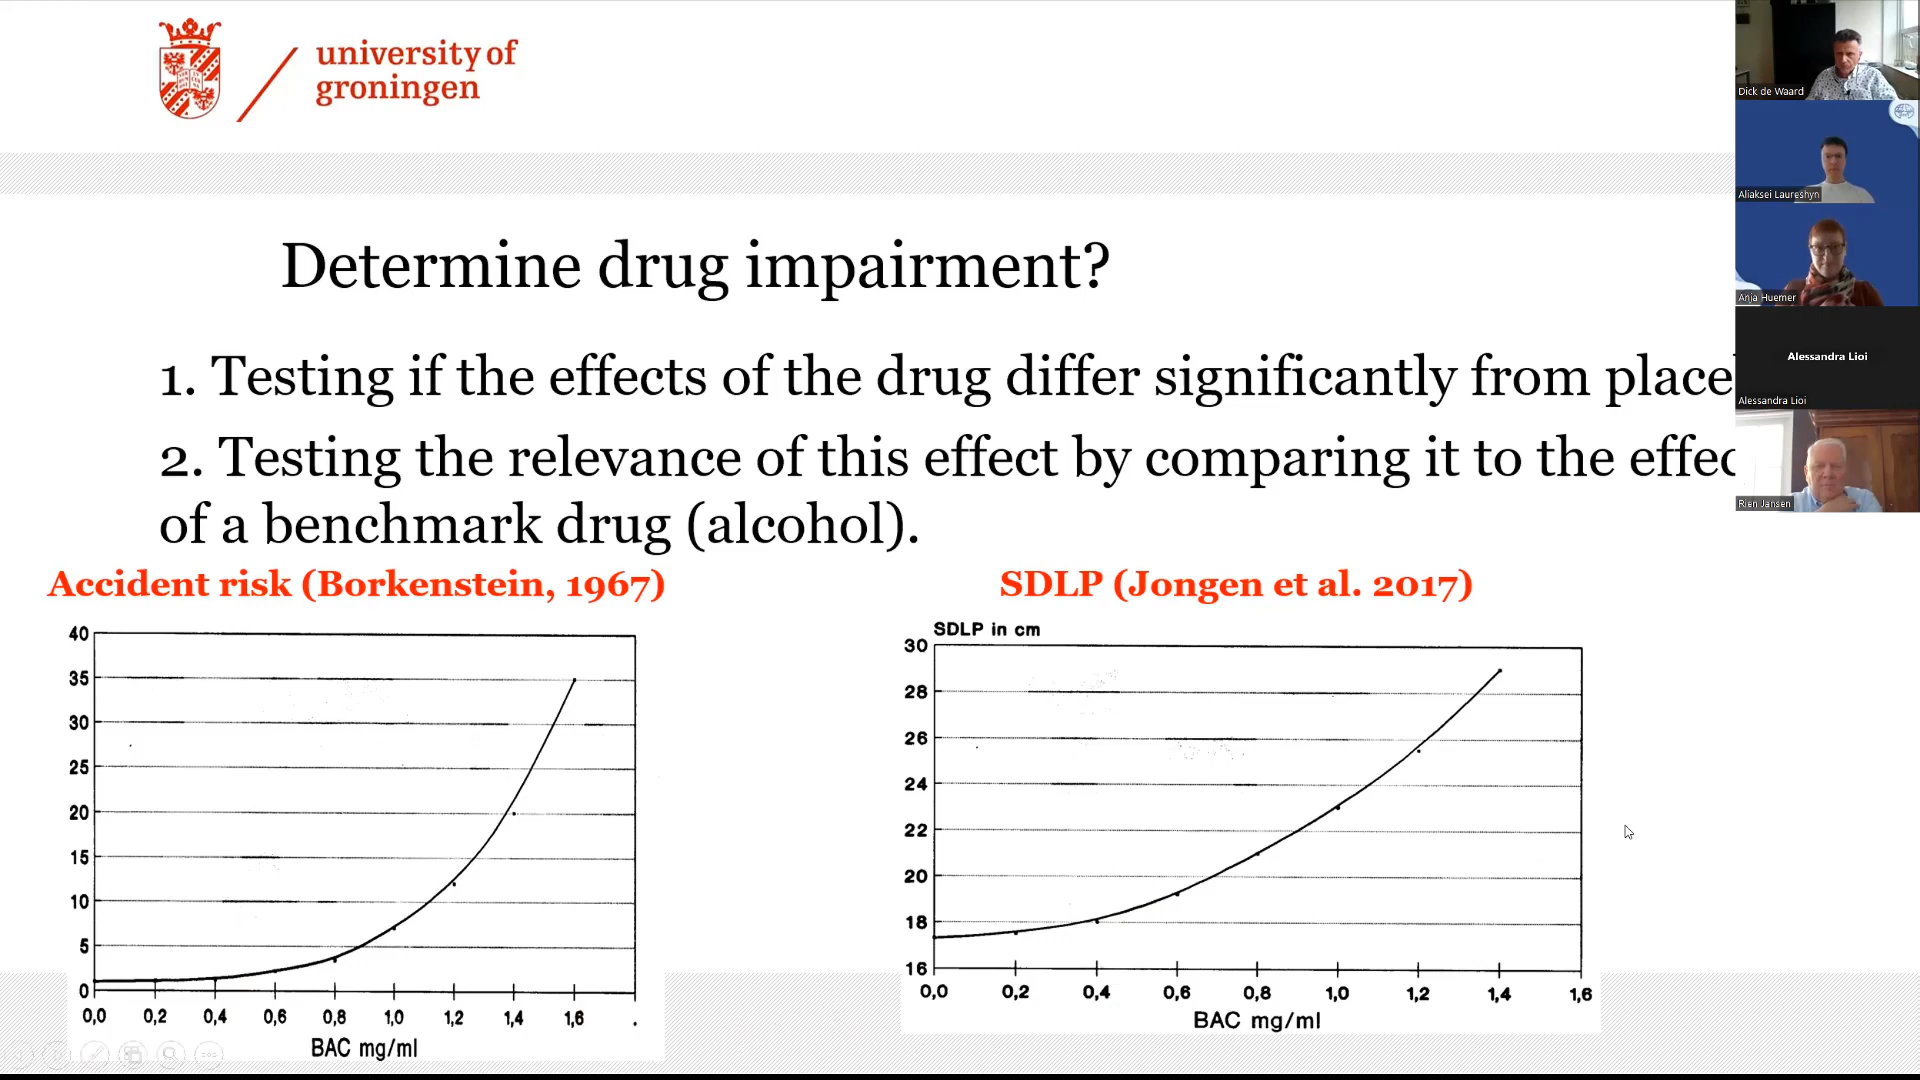 university of
groningen
Determine drug impairment?
1. Testing if the effects of the drug differ significantly from
2. Testing the relevance of this effect by comparing it to the
of a benchmark drug (alcohol).
Accident risk (Borkenstein, 1967)
40
35
30
25
20
15
10
5
0
0,0 0,2 0,4 0,6 0,8 1,0 1,2 1,4 1,6
BAC mg/ml
SDLP (Jongen et al. 2017)
SDLP in cm
30
28
26
24
22
20
18
16
0,0 0,2 0,4 0,6 0,8 1,0 1,2 1,4 1,6
BAC mg/ml
Dick de Waard
Aliaksei Laureshyn
Anja Huemer
Alessandra Lioi
Alessandra Lioi
Rien Jansen